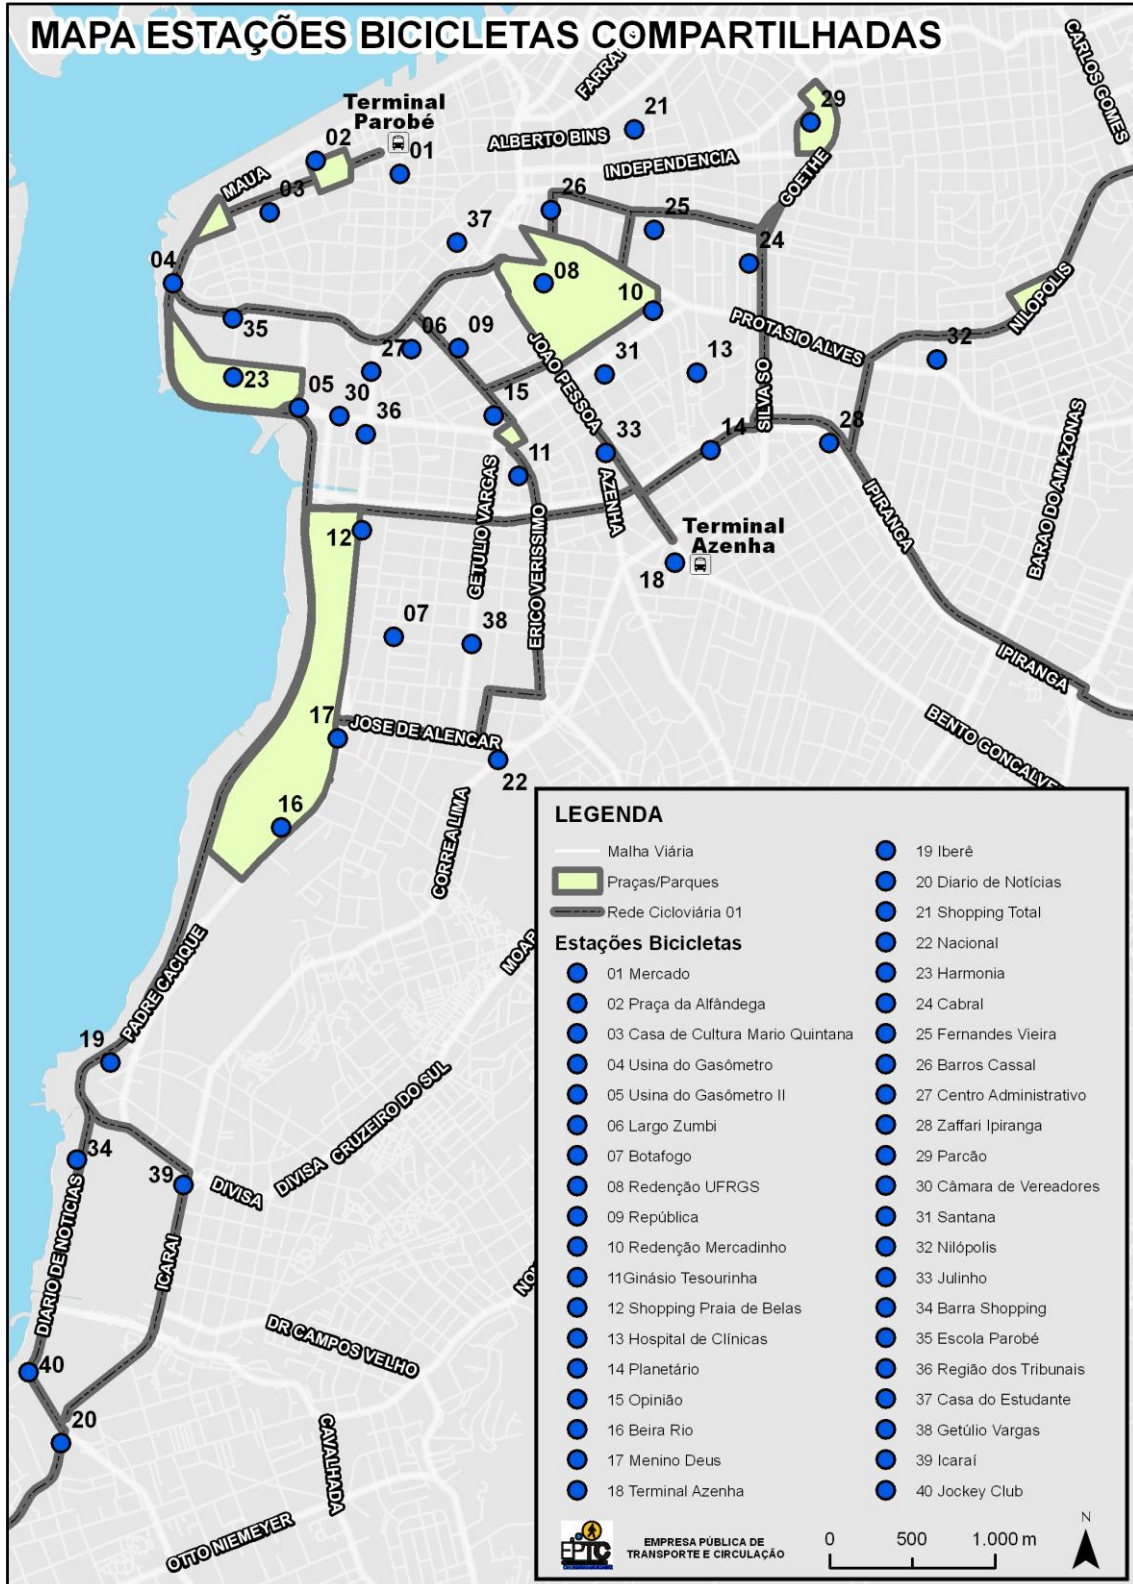 MAPA ESTAÇÕES BICICLETAS COMPARTILHADAS
CARLOS GOMES
Terminal
Parobé
21
29
02
ALBERTO BINS
01
INDEPENDENCIA
MAUA
GOETHE
03
26
25
37
24
04
08
10
NILOPOLIS
35
06
09
PROTASIO ALVES
27
JOAO PESSOA
31
13
32
23
05
30
15
SILVA SO
36
33
28
14
11
AZENHA
GETULIO VARGAS
IPIRANGA
BARAO DO AMAZONAS
12
Terminal
Azenha
18
ERICO VERISSIMO
07
38
IPIRANGA
17
JOSE DE ALENCAR
BENTO GONCALVES
22
16
CORREA LIMA
PADRE CACIQUE
19
CRUZEIRO DO SUL
34
39
DIVISA
DIVISA
DIARIO DE NOTICIAS
ICARAI
DR CAMPOS VELHO
40
20
CAVALHADA
OTTO NIEMEYER
LEGENDA
Malha Viária
Praças/Parques
Rede Cicloviária 01
Estações Bicicletas
01 Mercado
02 Praça da Alfândega
03 Casa de Cultura Mario Quintana
04 Usina do Gasômetro
05 Usina do Gasômetro II
06 Largo Zumbi
07 Botafogo
08 Redenção UFRGS
09 República
10 Redenção Mercadinho
11Ginásio Tesourinha
12 Shopping Praia de Belas
13 Hospital de Clínicas
14 Planetário
15 Opinião
16 Beira Rio
17 Menino Deus
18 Terminal Azenha
19 Iberê
20 Diario de Notícias
21 Shopping Total
22 Nacional
23 Harmonia
24 Cabral
25 Fernandes Vieira
26 Barros Cassal
27 Centro Administrativo
28 Zaffari Ipiranga
29 Parcão
30 Câmara de Vereadores
31 Santana
32 Nilópolis
33 Julinho
34 Barra Shopping
35 Escola Parobé
36 Região dos Tribunais
37 Casa do Estudante
38 Getúlio Vargas
39 Icaraí
40 Jockey Club
EPTC
EMPRESA PÚBLICA DE
TRANSPORTE E CIRCULAÇÃO
0 500 1.000 m
N